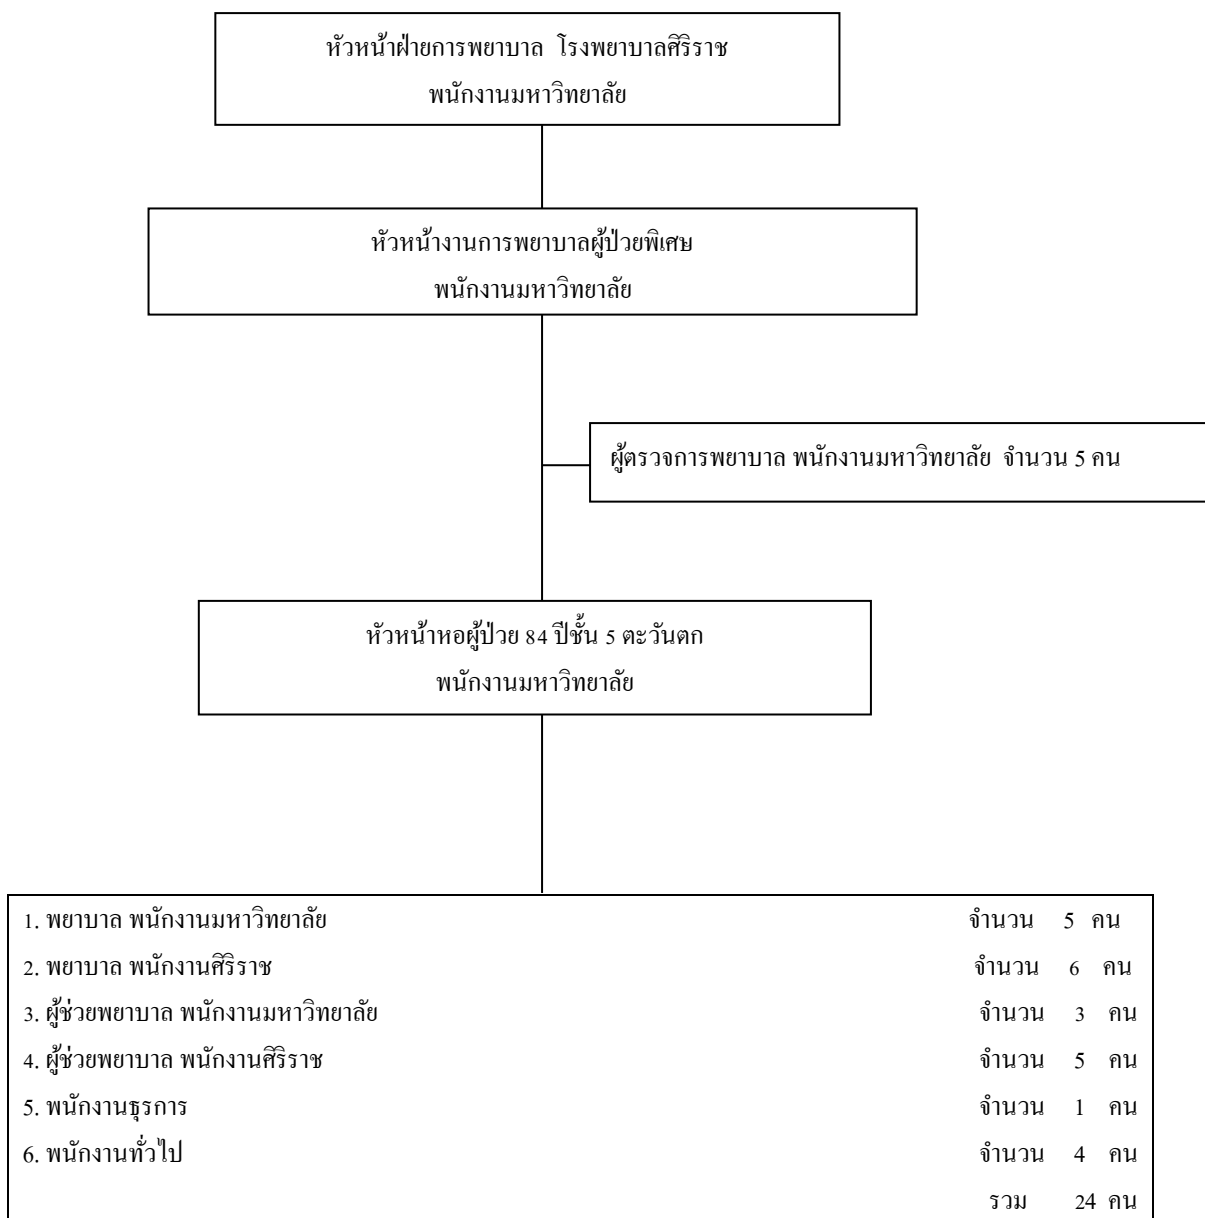 หัวหน้าฝ่ายการพยาบาล โรงพยาบาลศิริราช
พนักงานมหาวิทยาลัย
หัวหน้างานการพยาบาลผู้ป่วยพิเศษ
พนักงานมหาวิทยาลัย
ผู้ตรวจการพยาบาล พนักงานมหาวิทยาลัย จำนวน 5 คน
หัวหน้าหอผู้ป่วย 84 ปีชั้น 5 ตะวันตก
พนักงานมหาวิทยาลัย
1. พยาบาล พนักงานมหาวิทยาลัย จำนวน 5 คน
2. พยาบาล พนักงานศิริราช จำนวน 6 คน
3. ผู้ช่วยพยาบาล พนักงานมหาวิทยาลัย จำนวน 3 คน
4. ผู้ช่วยพยาบาล พนักงานศิริราช จำนวน 5 คน
5. พนักงานธุรการ จำนวน 1 คน
6. พนักงานทั่วไป จำนวน 4 คน
รวม 24 คน